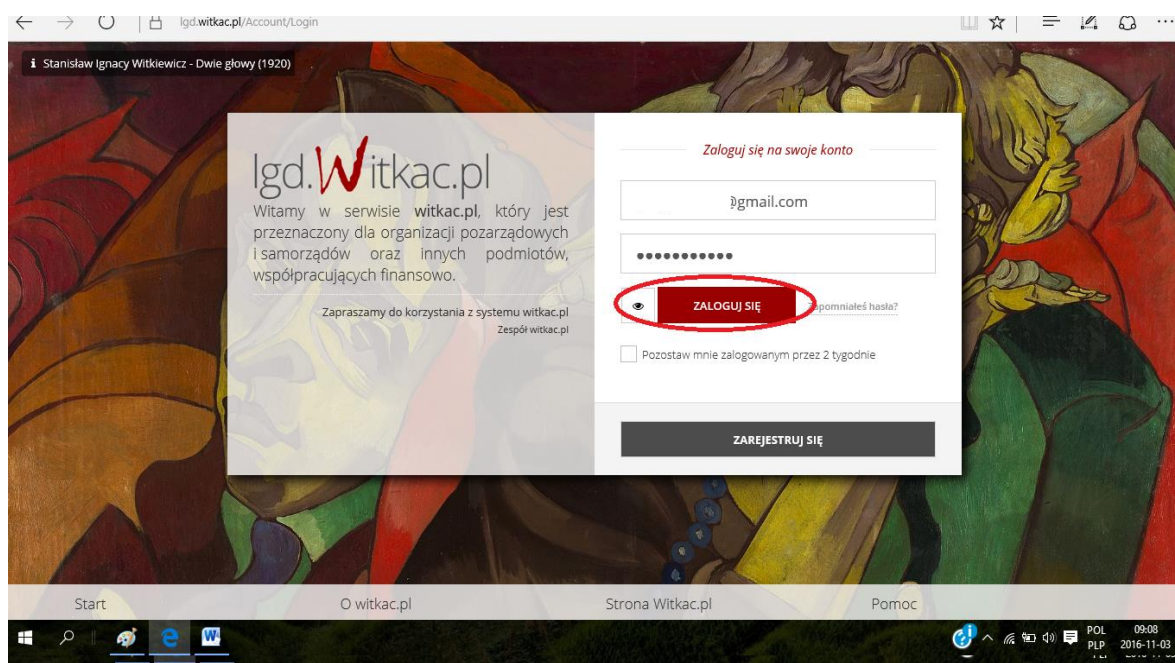 lgd.witkac.pl/Account/Login
Stanisław Ignacy Witkiewicz - Dwie głowy (1920)
lgd.Witkac.pl
Witamy w serwisie witkac.pl, który jest
przeznaczony dla organizacji pozarządowych
i samorządów oraz innych podmiotów,
współpracujących finansowo.
Zapraszamy do korzystania z systemu witkac.pl
Zespół witkac.pl
Zaloguj się na swoje konto
@gmail.com
ZALOGUJ SIĘ
Zapomniałeś hasła?
Pozostaw mnie zalogowanym przez 2 tygodnie
ZAREJESTRUJ SIĘ
Start O witkac.pl Strona Witkac.pl Pomoc
POL 09:08
PLP 2016-11-03